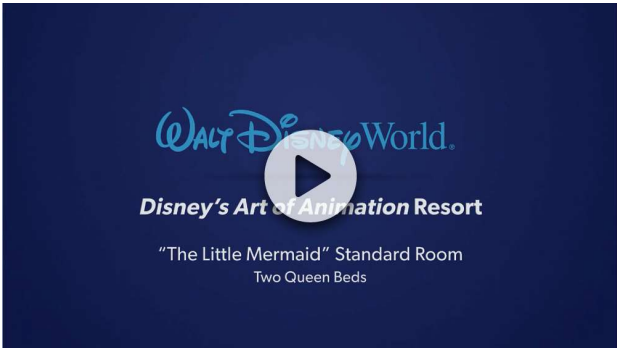 WALT DISNEY World®
Disney's Art of Animation Resort
"The Little Mermaid" Standard Room
Two Queen Beds